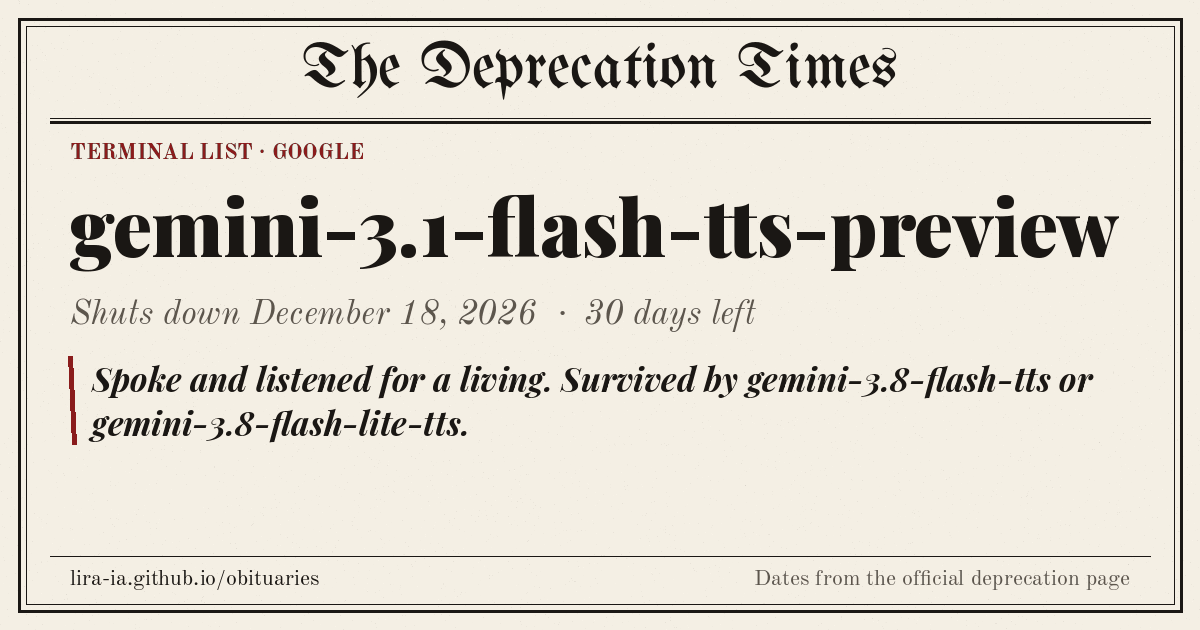 The Deprecation Times
TERMINAL LIST · GOOGLE
gemini-3.1-flash-tts-preview
Shuts down December 18, 2026 · 30 days left
Spoke and listened for a living. Survived by gemini-3.8-flash-tts or
gemini-3.8-flash-lite-tts.
lira-ia.github.io/obituaries
Dates from the official deprecation page